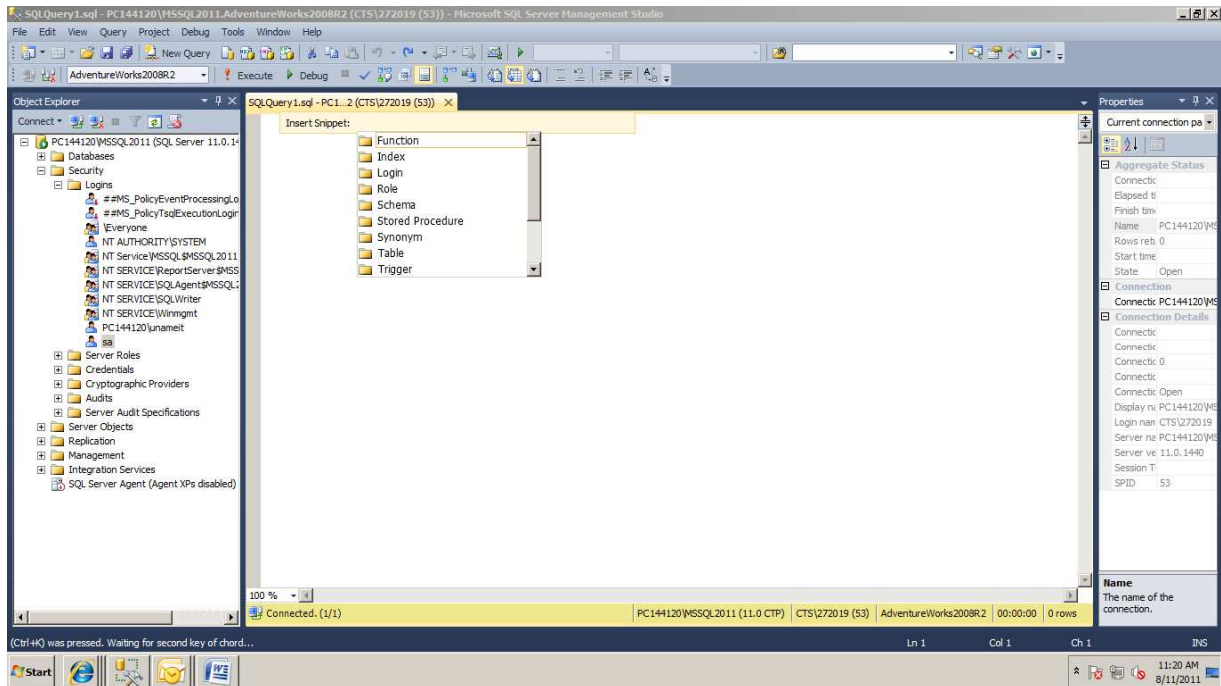 SQLQuery1.sql - PC144120\MSSQL2011.AdventureWorks2008R2 (CTS\272019 (53)) - Microsoft SQL Server Management Studio
File Edit View Query Project Debug Tools Window Help
New Query
AdventureWorks2008R2 Execute Debug
Object Explorer
Connect
PC144120\MSSQL2011 (SQL Server 11.0.14
Databases
Security
Logins
##MS_PolicyEventProcessingLo
##MS_PolicyTsqlExecutionLogin
\Everyone
NT AUTHORITY\SYSTEM
NT Service\MSSQL$MSSQL2011
NT SERVICE\ReportServer$MSS
NT SERVICE\SQLAgent$MSSQL2
NT SERVICE\SQLWriter
NT SERVICE\Winmgmt
PC144120\unameit
sa
Server Roles
Credentials
Cryptographic Providers
Audits
Server Audit Specifications
Server Objects
Replication
Management
Integration Services
SQL Server Agent (Agent XPs disabled)
SQLQuery1.sql - PC1...2 (CTS\272019 (53))
Insert Snippet:
Function
Index
Login
Role
Schema
Stored Procedure
Synonym
Table
Trigger
100 %
Connected. (1/1) PC144120\MSSQL2011 (11.0 CTP) CTS\272019 (53) AdventureWorks2008R2 00:00:00 0 rows
Properties
Current connection pa
Aggregate Status
Connectic
Elapsed ti
Finish tim
Name PC144120\MS
Rows ret 0
Start time
State Open
Connection
Connectic PC144120\MS
Connection Details
Connectic
Connectic
Connectic 0
Connectic
Connectic Open
Display na PC144120\MS
Login nam CTS\272019
Server na PC144120\MS
Server ve 11.0.1440
Session T
SPID 53
Name
The name of the
connection.
(Ctrl+K) was pressed. Waiting for second key of chord... Ln 1 Col 1 Ch 1 INS
Start 11:20 AM
8/11/2011